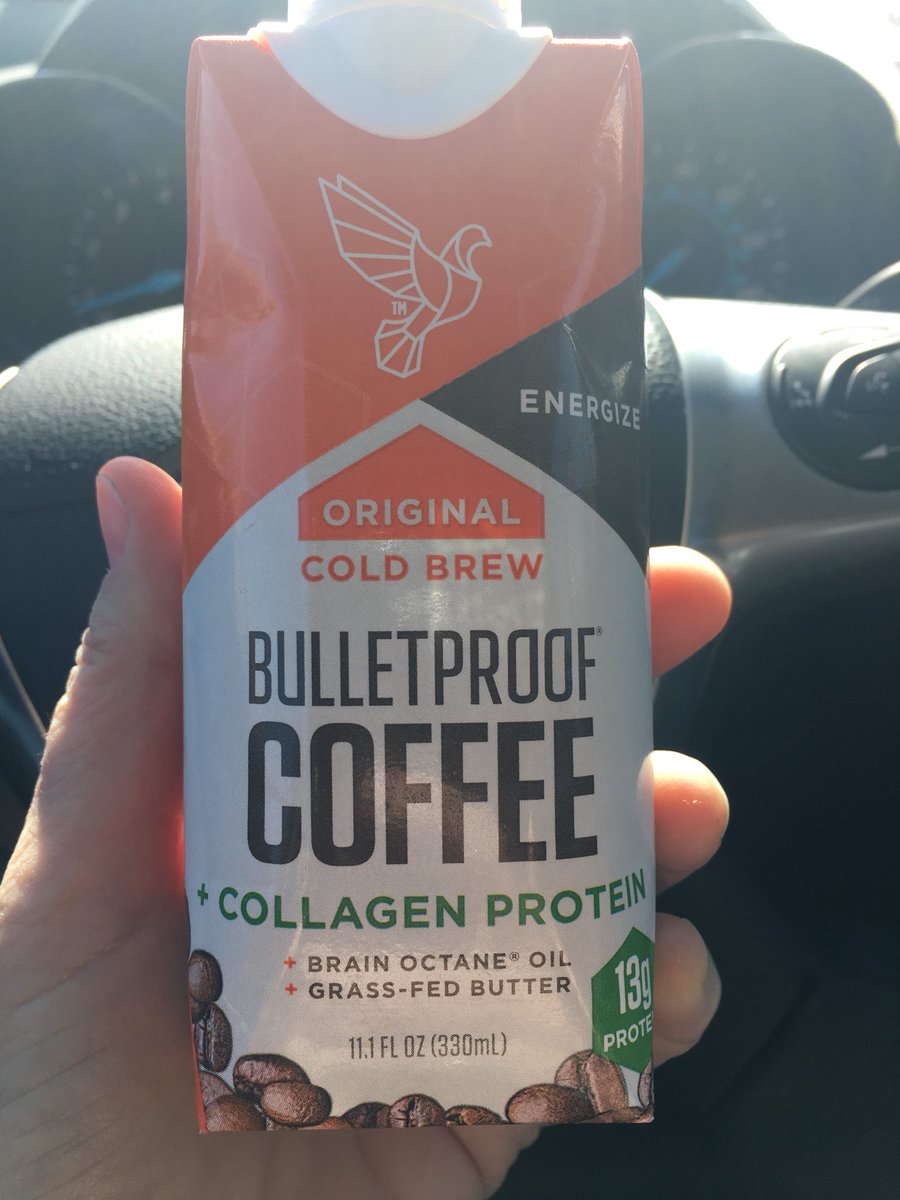 TM
ENERGIZE
ORIGINAL
COLD BREW
BULLETPROOF®
COFFEE
+ COLLAGEN PROTEIN
+ BRAIN OCTANE® OIL
+ GRASS-FED BUTTER
13g
PROTE
11.1 FL OZ (330mL)